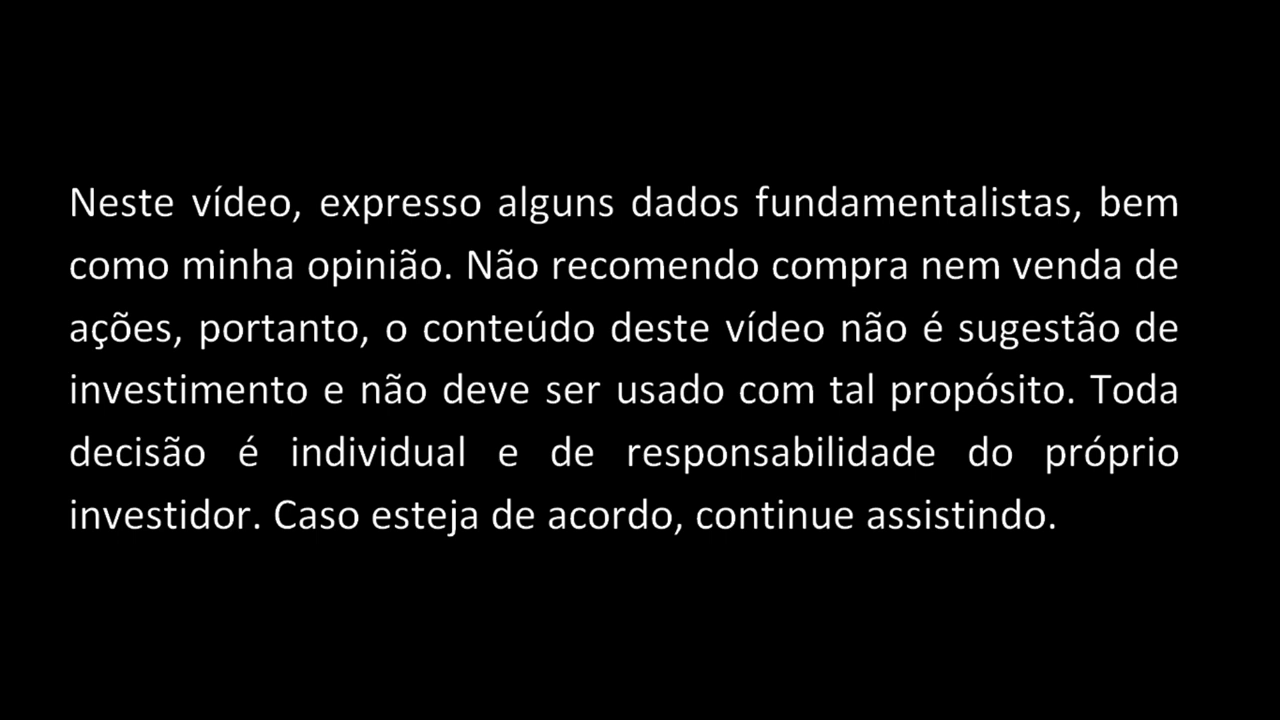 Neste vídeo, expresso alguns dados fundamentalistas, bem
como minha opinião. Não recomendo compra nem venda de
ações, portanto, o conteúdo deste vídeo não é sugestão de
investimento e não deve ser usado com tal propósito. Toda
decisão é individual e de responsabilidade do próprio
investidor. Caso esteja de acordo, continue assistindo.